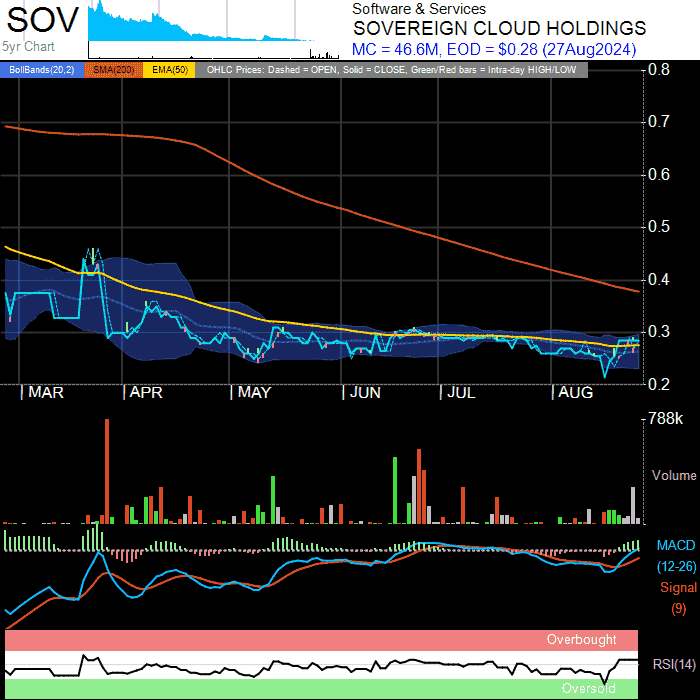 SOV
5yr Chart
Software & Services
SOVEREIGN CLOUD HOLDINGS
MC = 46.6M, EOD = $0.28 (27Aug2024)
BollBands(20,2) SMA(200) EMA(50) OHLC Prices: Dashed = OPEN, Solid = CLOSE, Green/Red bars = Intra-day HIGH/LOW
0.8
0.7
0.6
0.5
0.4
0.3
0.2
MAR APR MAY JUN JUL AUG
788k
Volume
MACD
(12-26)
Signal
(9)
Overbought
RSI(14)
Oversold